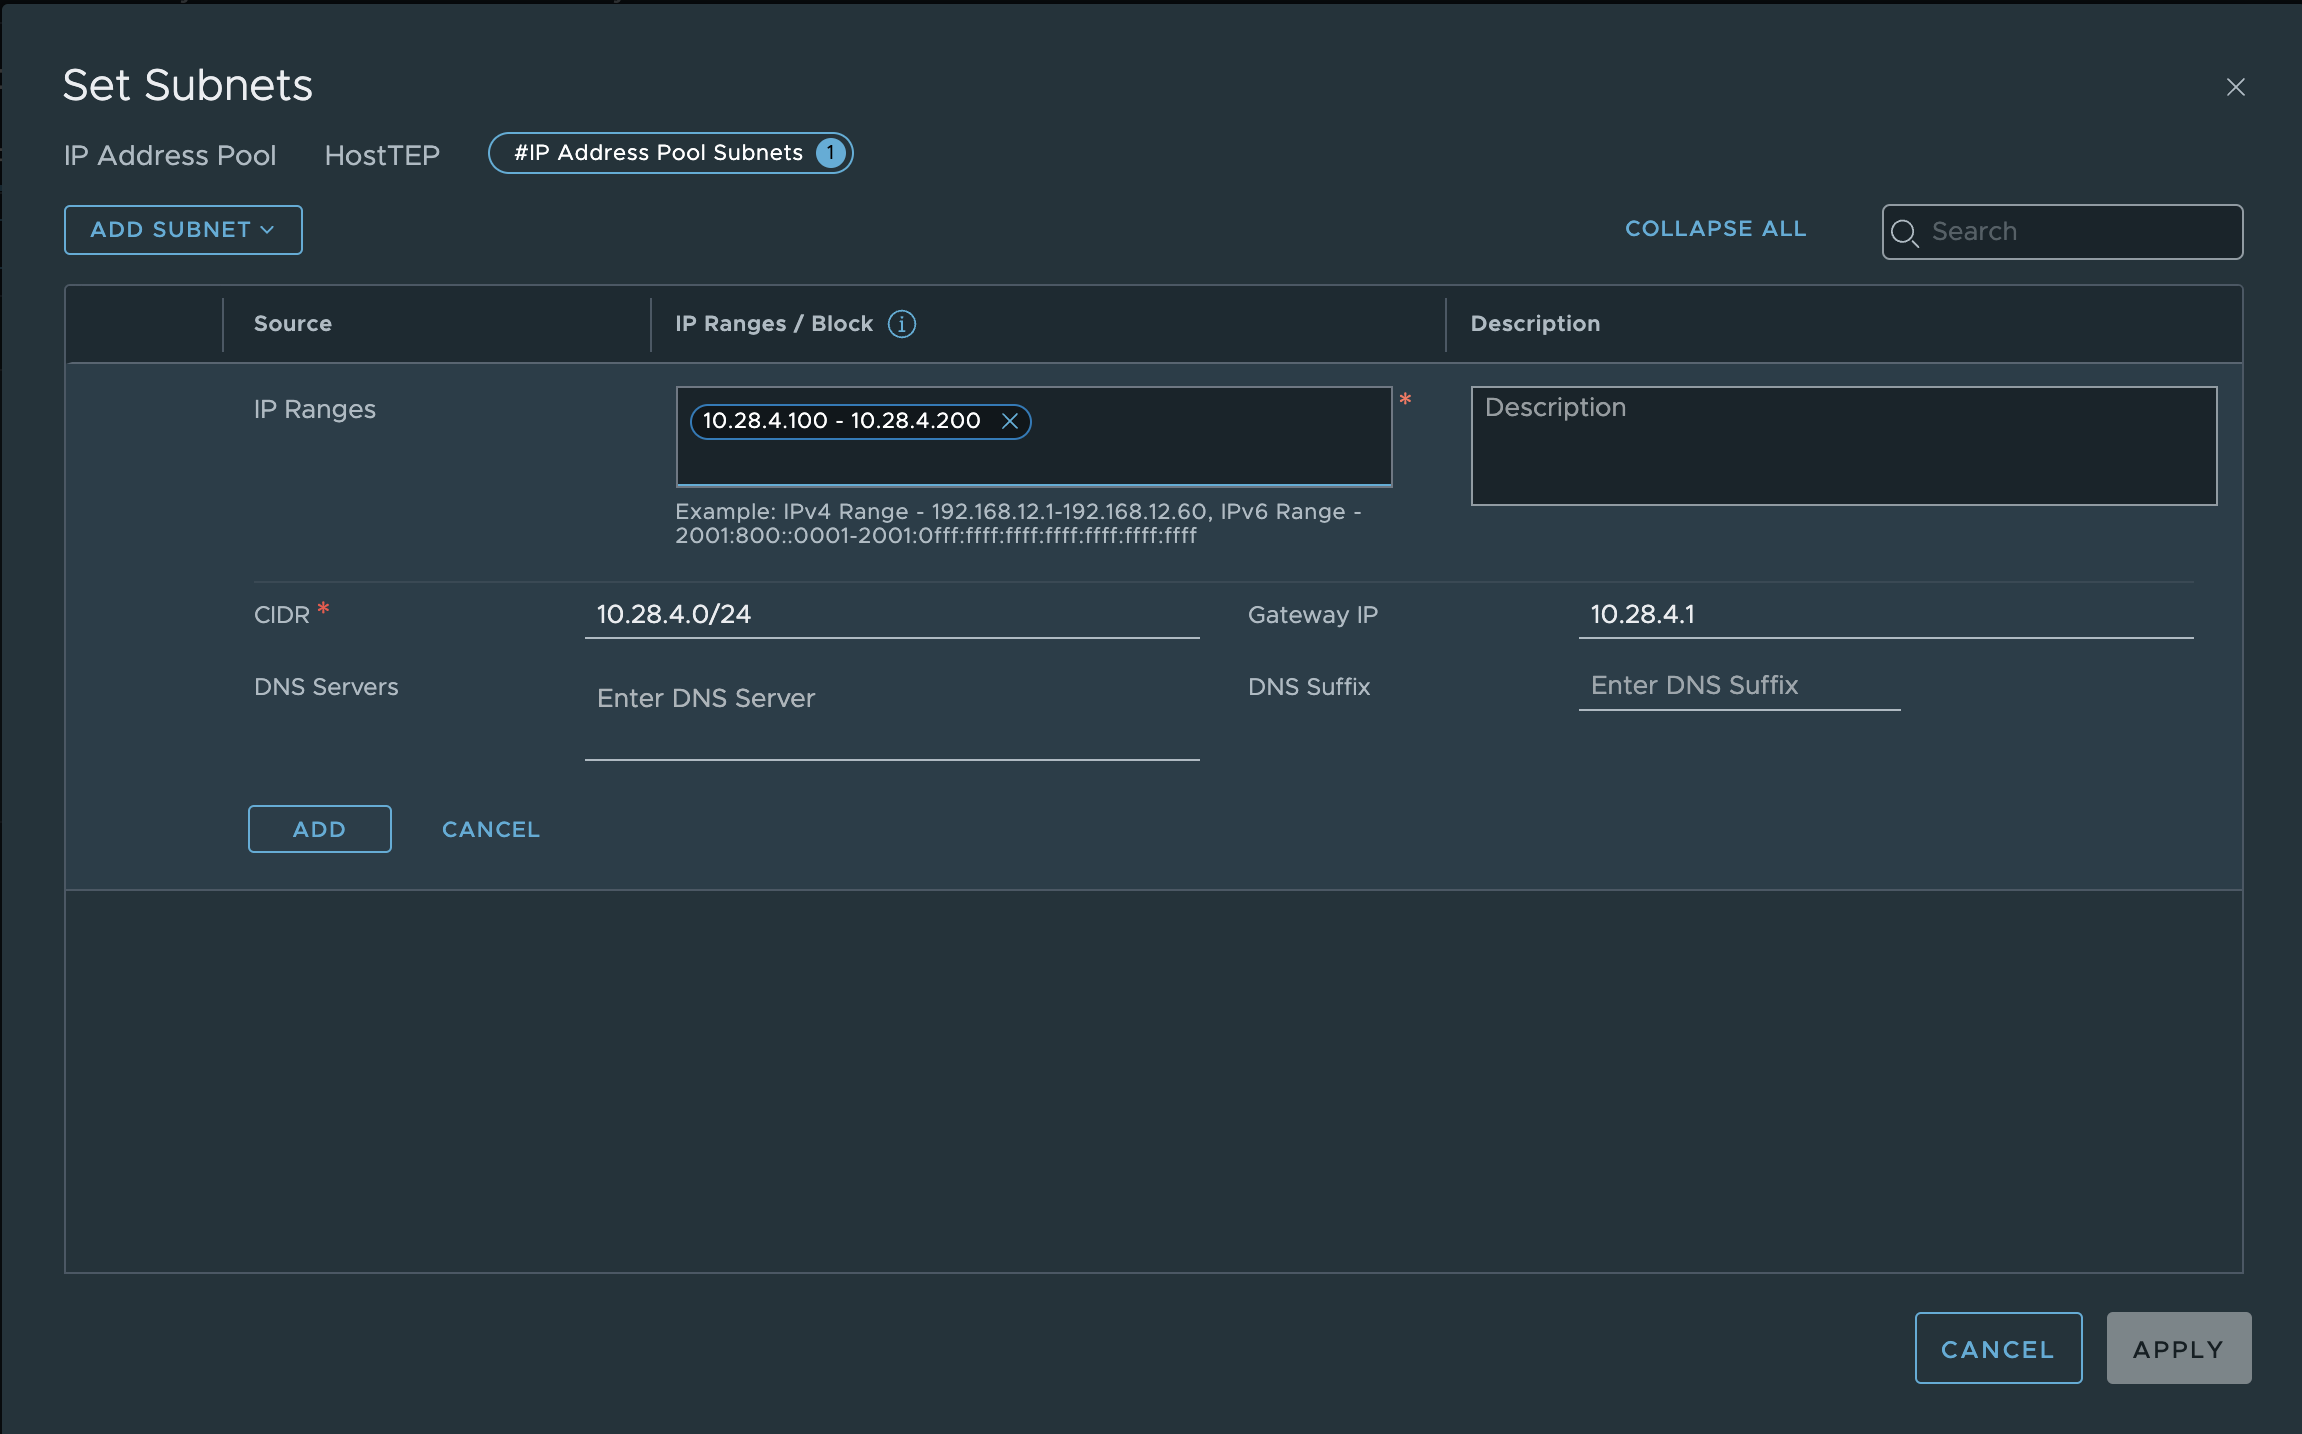 Set Subnets
IP Address Pool HostTEP #IP Address Pool Subnets 1
ADD SUBNET COLLAPSE ALL Search
Source IP Ranges / Block Description
IP Ranges 10.28.4.100 - 10.28.4.200 * Description
Example: IPv4 Range - 192.168.12.1-192.168.12.60, IPv6 Range -
2001:800::0001-2001:0fff:ffff:ffff:ffff:ffff:ffff:ffff
CIDR * 10.28.4.0/24 Gateway IP 10.28.4.1
DNS Servers Enter DNS Server DNS Suffix Enter DNS Suffix
ADD CANCEL
CANCEL APPLY